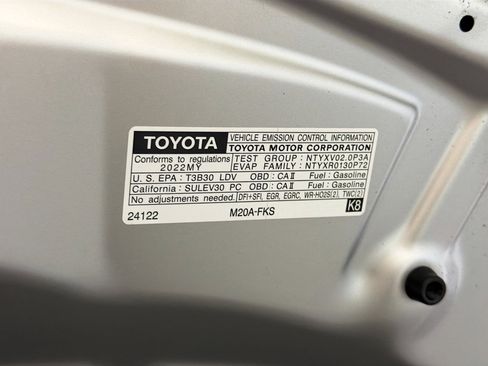 TOYOTA
VEHICLE EMISSION CONTROL INFORMATION
TOYOTA MOTOR CORPORATION
Conforms to regulations
2022MY
TEST GROUP : NTYXV02.0P3A
EVAP FAMILY : NTYXR0130P72
U. S. EPA : T3B30 LDV OBD : CAⅡ Fuel : Gasoline
California : SULEV30 PC OBD : CAⅡ Fuel : Gasoline
No adjustments needed. DFI+SFI, EGR, EGRC, WR-HO2S(2), TWC(2)
24122 M20A-FKS K8